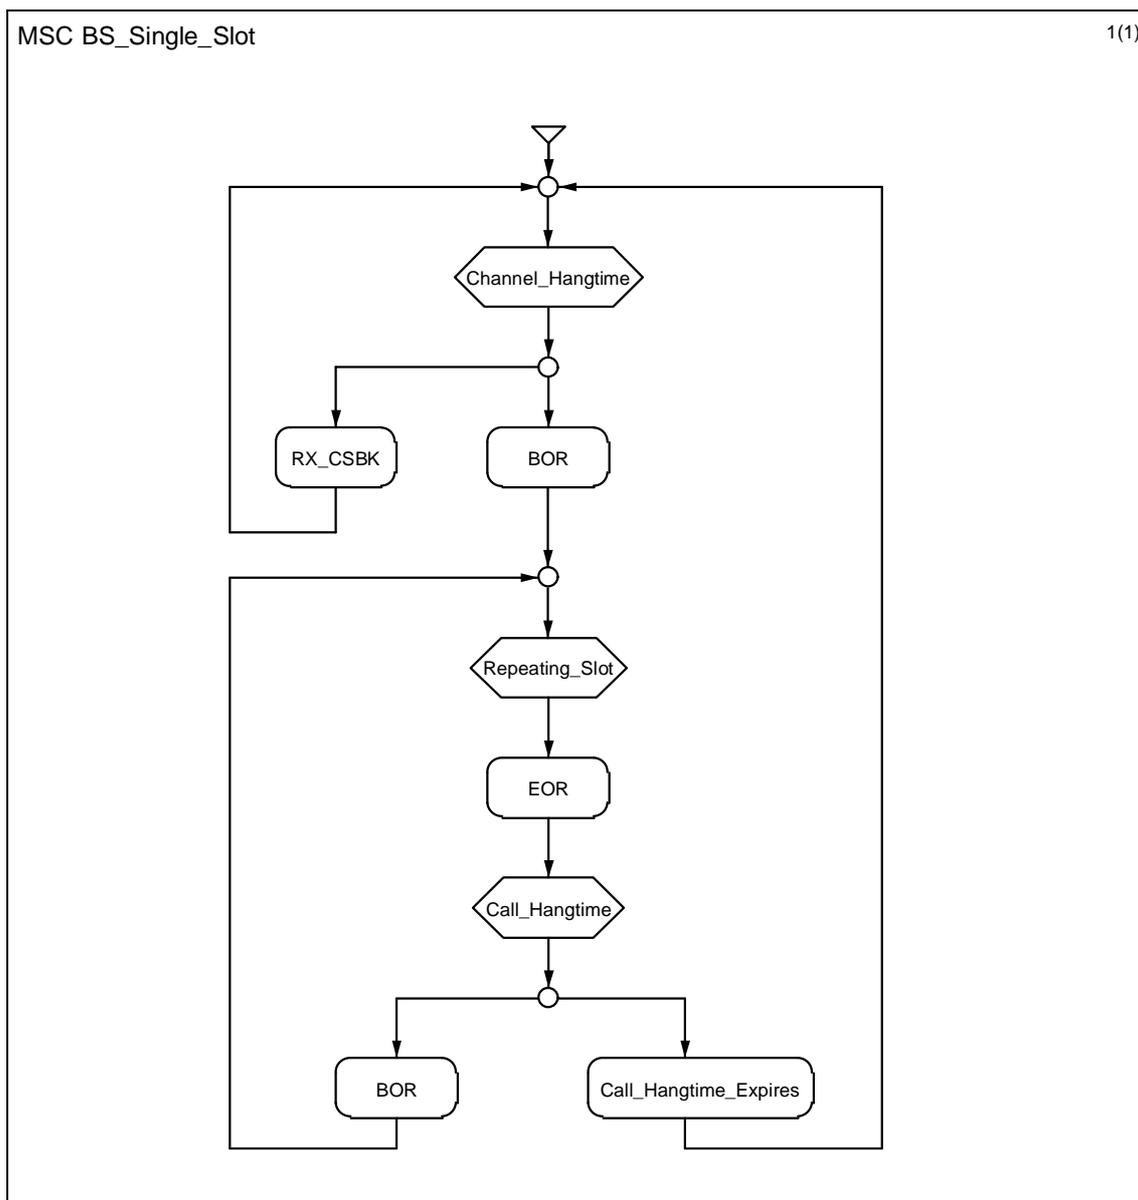 MSC BS_Single_Slot
1(1)
Channel_Hangtime
RX_CSBK
BOR
Repeating_Slot
EOR
Call_Hangtime
BOR
Call_Hangtime_Expires